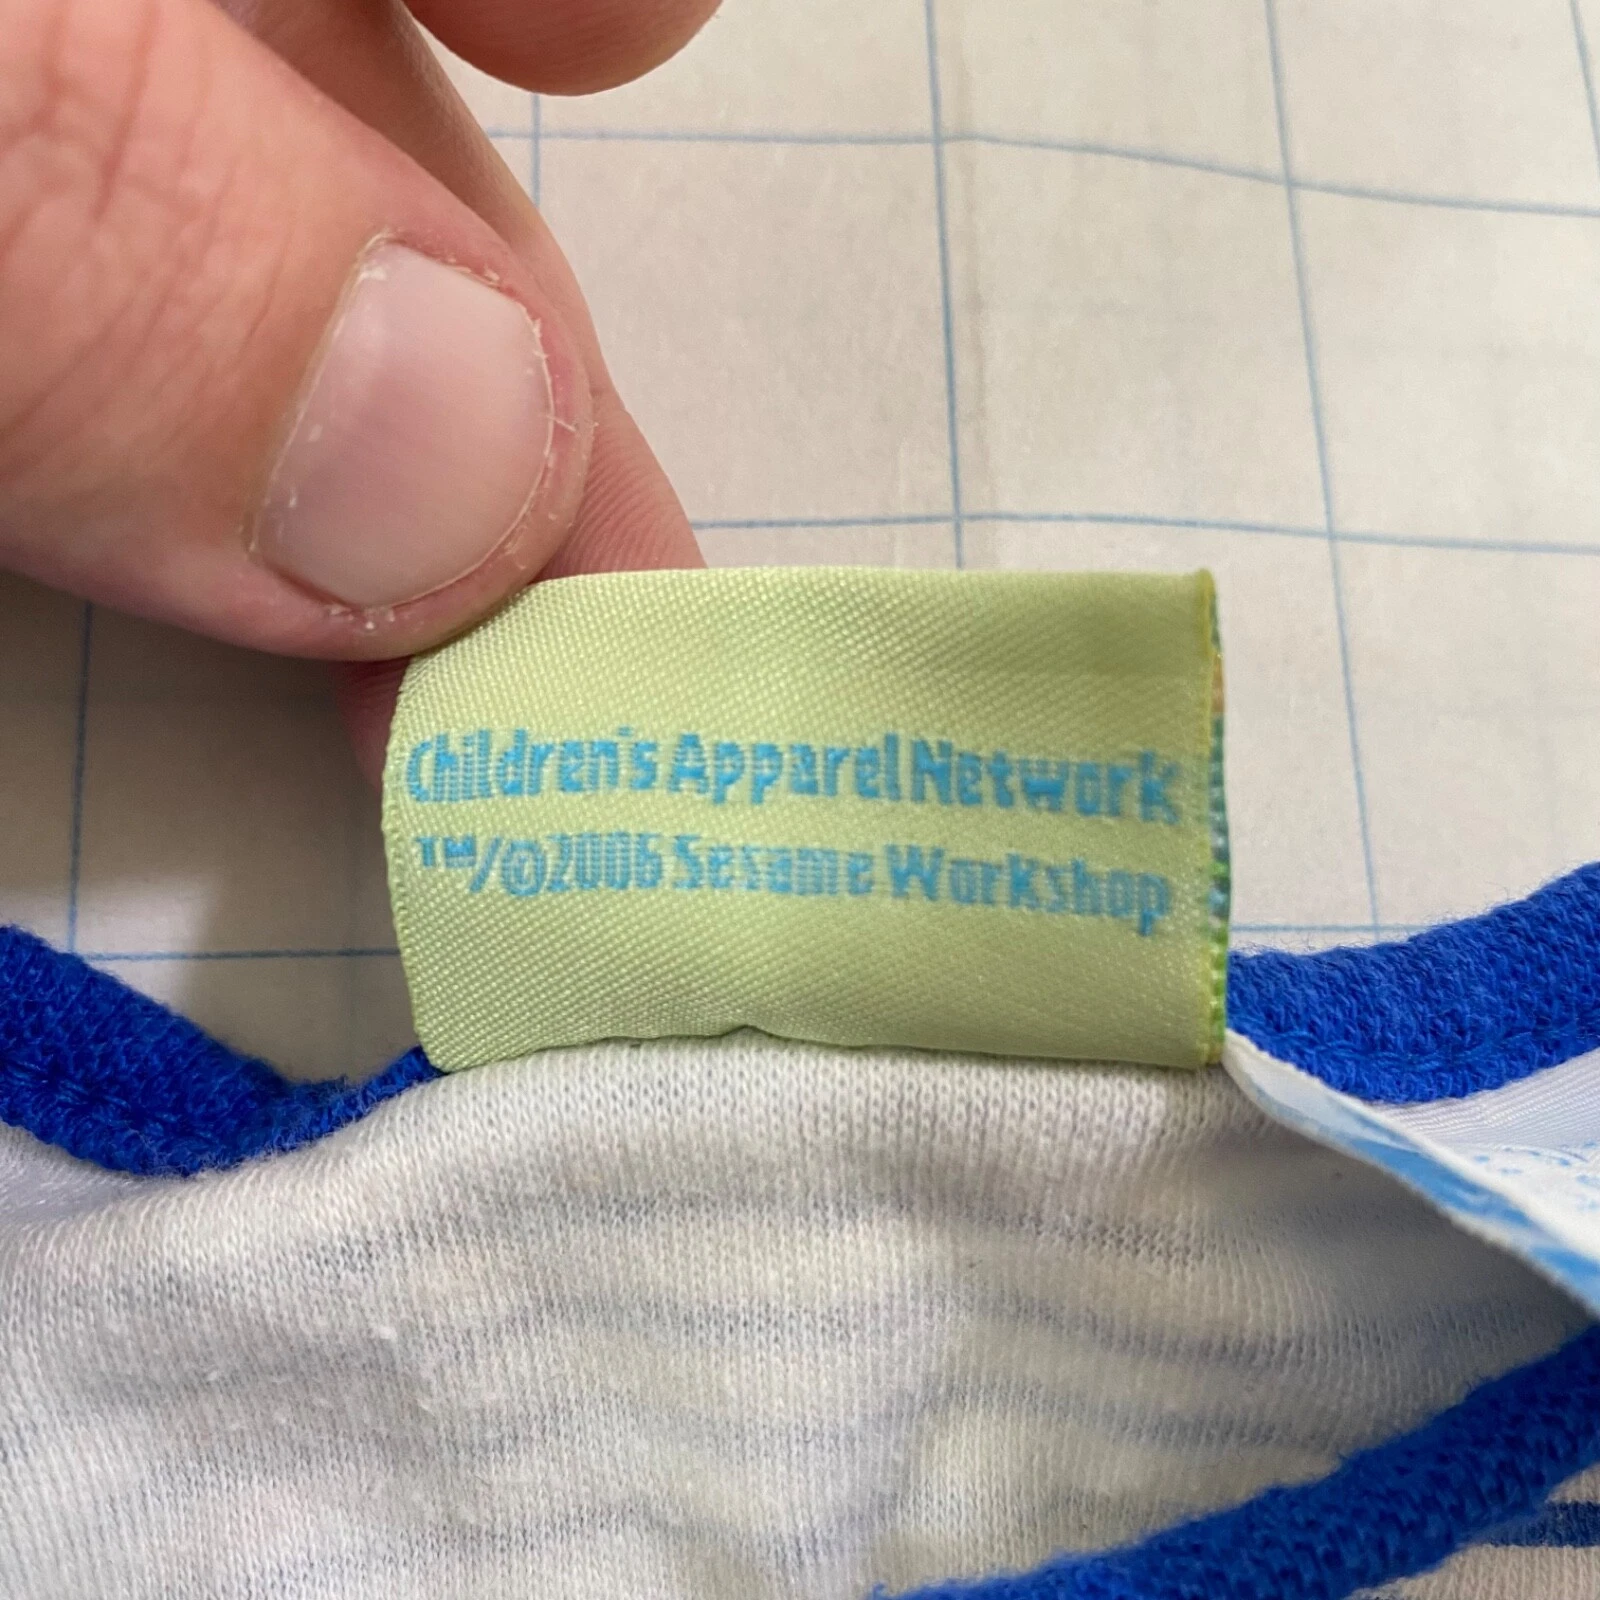 Children's Apparel Network
™/©2006 Sesame Workshop